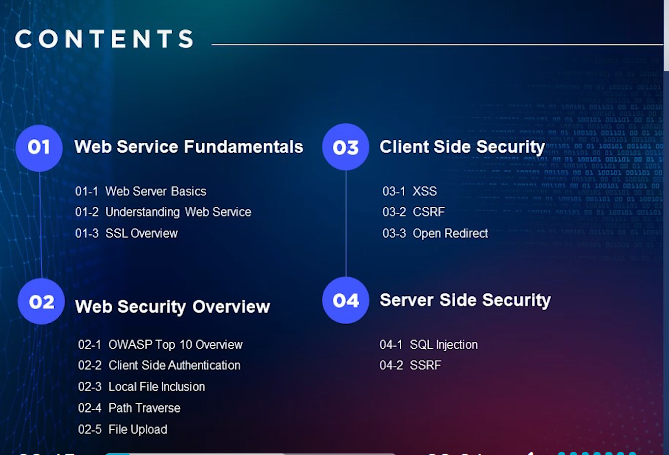 CONTENTS
01 Web Service Fundamentals
01-1 Web Server Basics
01-2 Understanding Web Service
01-3 SSL Overview
02 Web Security Overview
02-1 OWASP Top 10 Overview
02-2 Client Side Authentication
02-3 Local File Inclusion
02-4 Path Traverse
02-5 File Upload
03 Client Side Security
03-1 XSS
03-2 CSRF
03-3 Open Redirect
04 Server Side Security
04-1 SQL Injection
04-2 SSRF